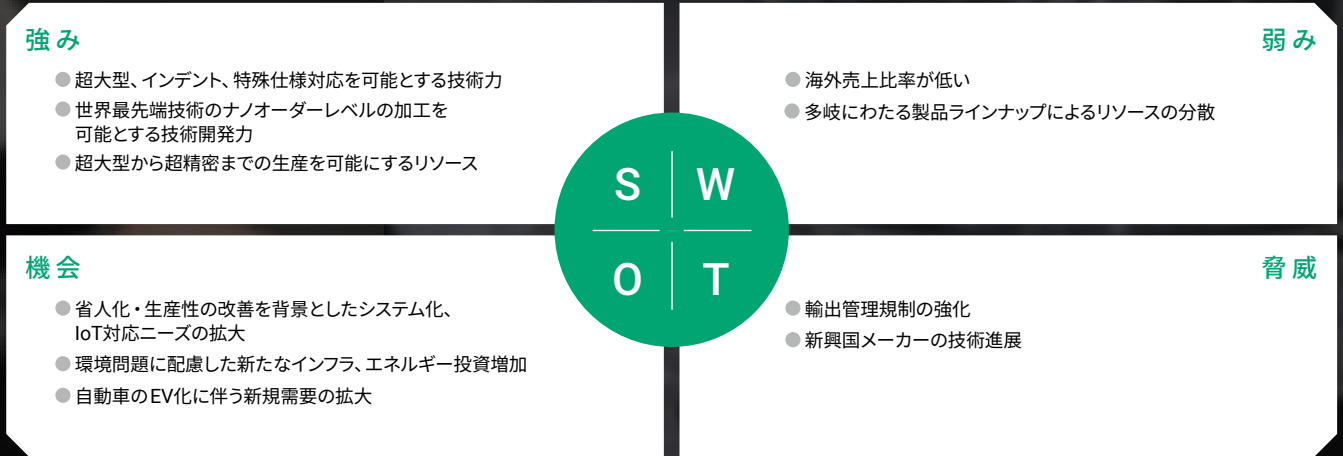 強み
超大型、インデント、特殊仕様対応を可能とする技術力
世界最先端技術のナノオーダーレベルの加工を
可能とする技術開発力
超大型から超精密までの生産を可能にするリソース
弱み
海外売上比率が低い
多岐にわたる製品ラインナップによるリソースの分散
S W
O T
機会
省人化・生産性の改善を背景としたシステム化、
IoT対応ニーズの拡大
環境問題に配慮した新たなインフラ、エネルギー投資増加
自動車のEV化に伴う新規需要の拡大
脅威
輸出管理規制の強化
新興国メーカーの技術進展